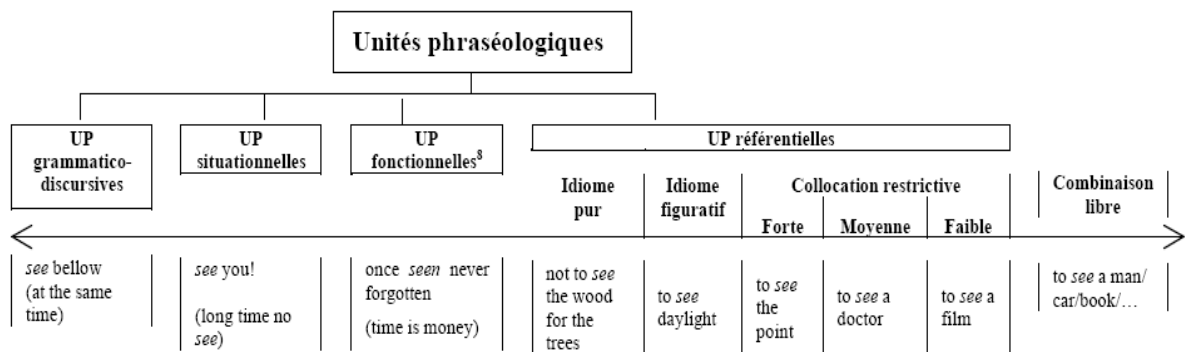 Unités phraséologiques
UP
grammatico-
discursives
UP
situationnelles
UP
fonctionnelles⁸
UP référentielles
Idiome
pur
Idiome
figuratif
Collocation restrictive
Forte
Moyenne
Faible
Combinaison
libre
see bellow
(at the same
time)
see you!
(long time no
see)
once seen never
forgotten
(time is money)
not to see
the wood
for the
trees
to see
daylight
to see
the
point
to see a
doctor
to see a
film
to see a man/
car/book/…